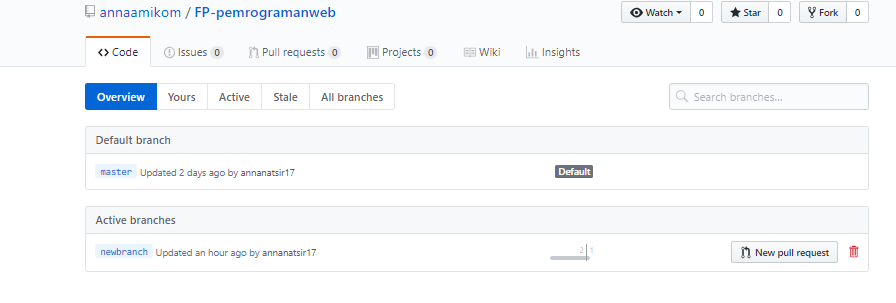 annaamikom / FP-pemrogramanweb
Watch 0 Star 0 Fork 0
Code Issues 0 Pull requests 0 Projects 0 Wiki Insights
Overview Yours Active Stale All branches Search branches...
Default branch
master Updated 2 days ago by annanatsir17 Default
Active branches
newbranch Updated an hour ago by annanatsir17 2 1 New pull request